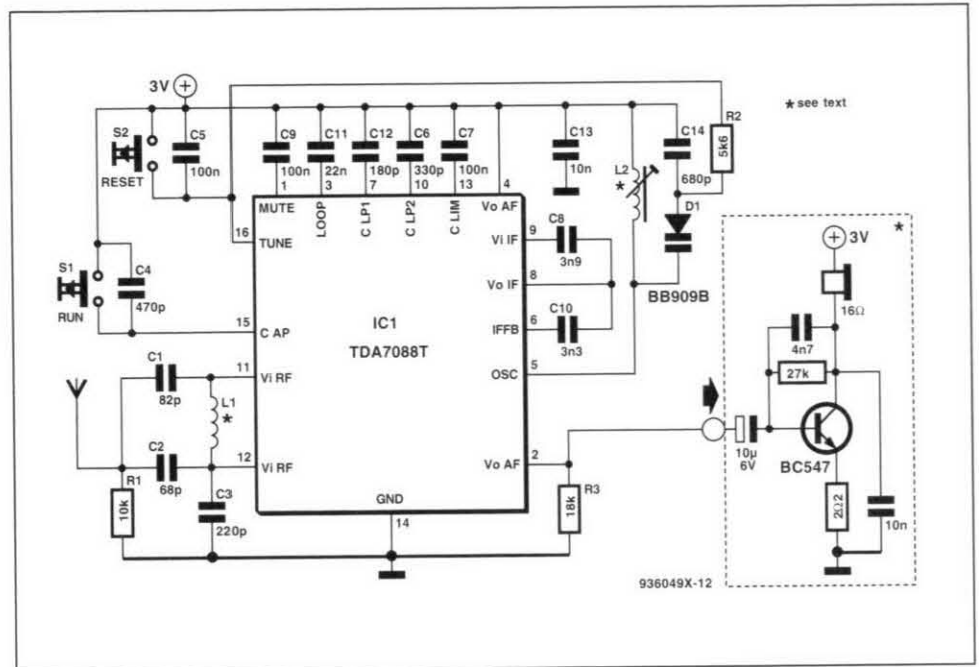 3V
S2
RESET
C5
100n
C9
100n
1
C11
22n
3
C12
180p
7
C6
330p
10
C7
100n
13
4
C13
10n
L2
*
C14
680p
R2
5k6
* see text
D1
BB909B
S1
RUN
C4
470p
16
15
MUTE
TUNE
LOOP
C LP1
C LP2
C LIM
Vo AF
Vi IF
9
C8
3n9
Vo IF
8
IFFB
6
C10
3n3
OSC
5
C AP
IC1
TDA7088T
C1
82p
11
Vi RF
L1
*
C2
68p
12
Vi RF
R1
10k
C3
220p
GND
14
Vo AF
2
R3
18k
3V
*
16Ω
4n7
27k
10µ
6V
BC547
2Ω2
10n
936049X-12